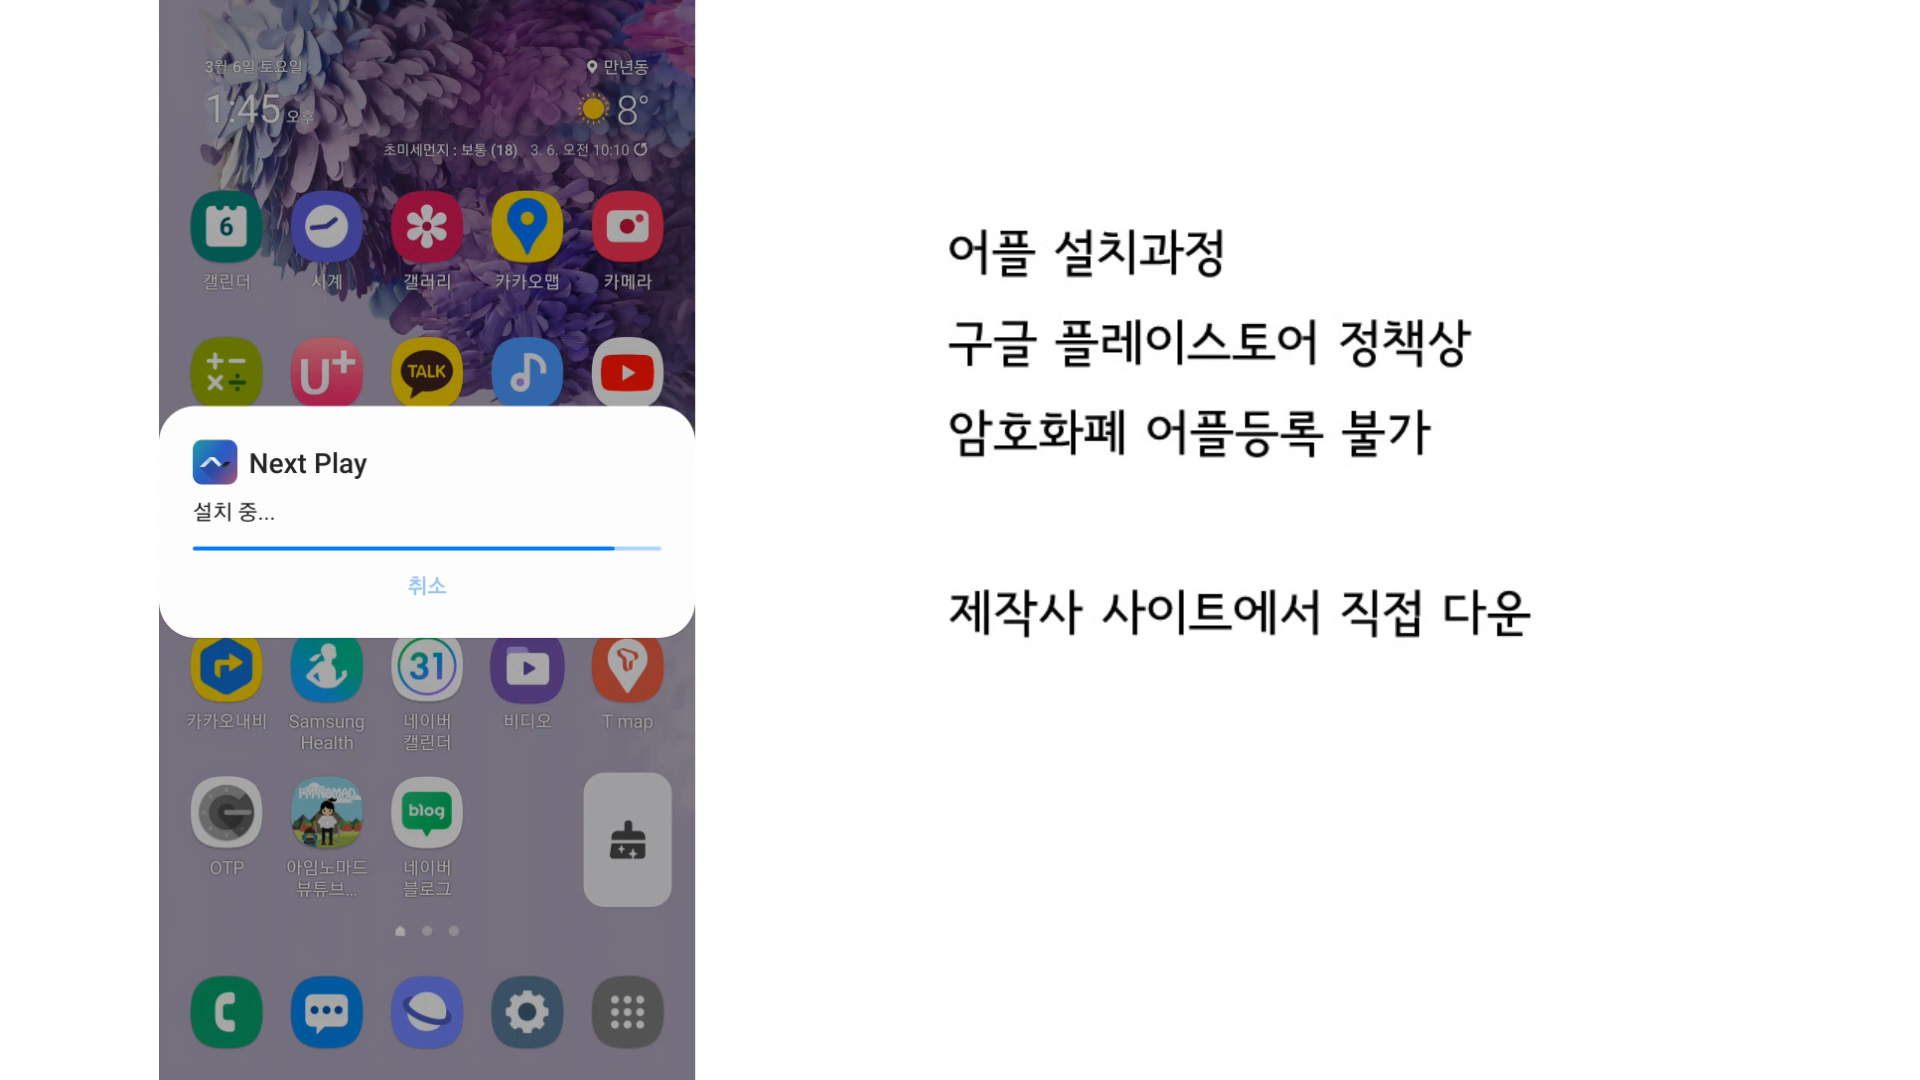 3월 6일 토요일
만년동
1:45 오후
8°
초미세먼지 : 보통 (18) 3. 6. 오전 10:10
6
캘린더
시계
갤러리
카카오맵
카메라
U+
TALK
Next Play
설치 중...
취소
31
카카오내비
Samsung
Health
네이버
캘린더
비디오
T map
I'M NOMAD
blog
OTP
아임노마드
뷰튜브...
네이버
블로그
어플 설치과정
구글 플레이스토어 정책상
암호화폐 어플등록 불가
제작사 사이트에서 직접 다운